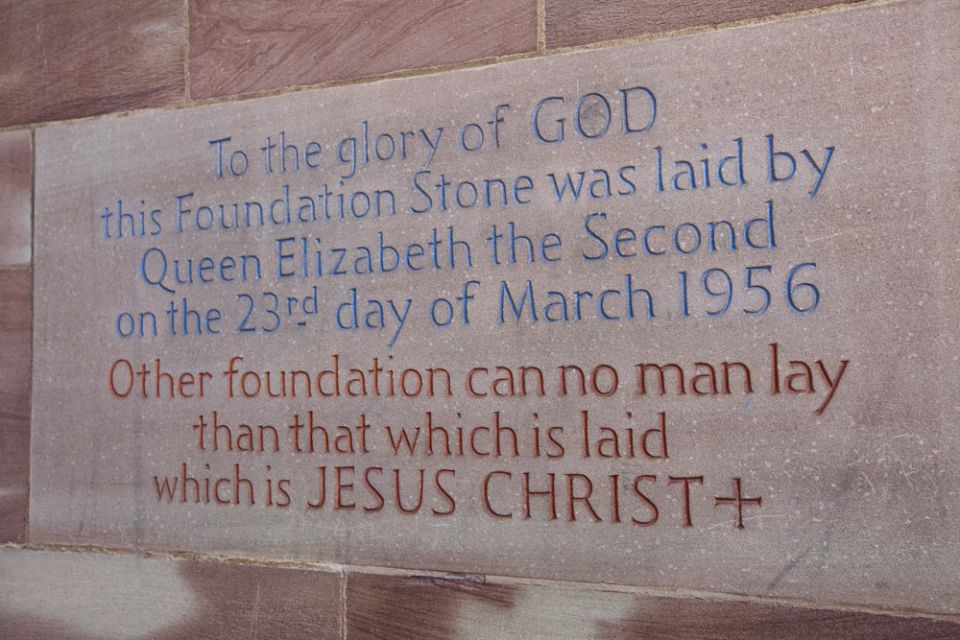 To the glory of GOD
this Foundation Stone was laid by
Queen Elizabeth the Second
on the 23rd day of March 1956
Other foundation can no man lay
than that which is laid
which is JESUS CHRIST +